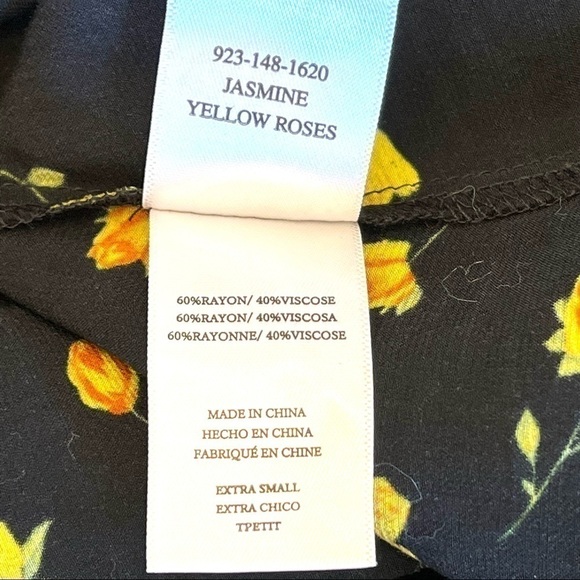 923-148-1620
JASMINE
YELLOW ROSES
60%RAYON/ 40%VISCOSE
60%RAYON/ 40%VISCOSA
60%RAYONNE/ 40%VISCOSE
MADE IN CHINA
HECHO EN CHINA
FABRIQUÉ EN CHINE
EXTRA SMALL
EXTRA CHICO
TPETIT